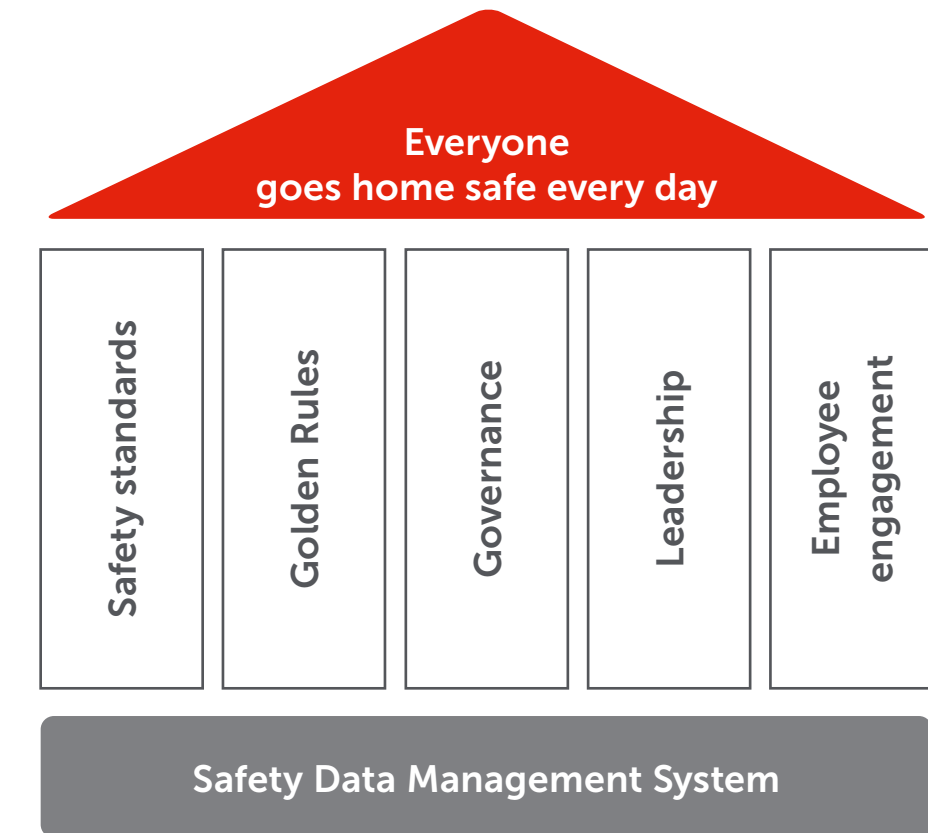 Everyone
goes home safe every day
Safety standards
Golden Rules
Governance
Leadership
Employee
engagement
Safety Data Management System